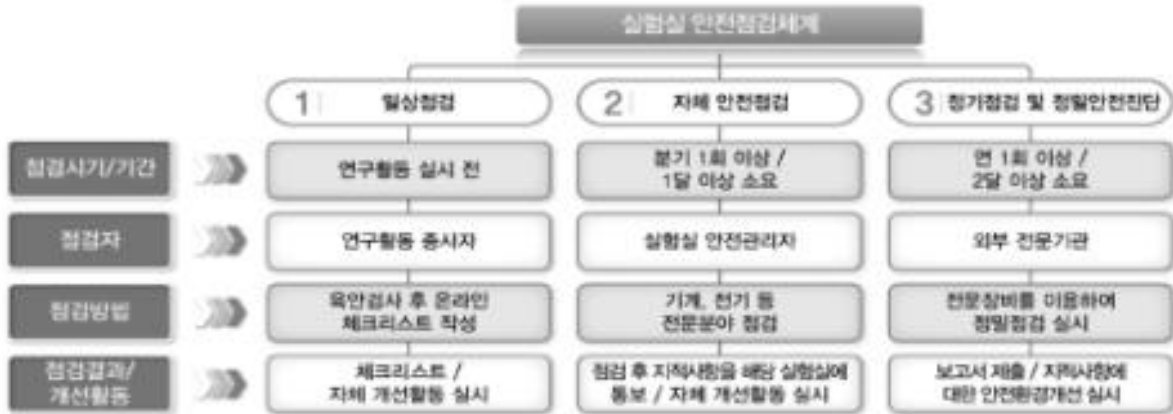 실험실 안전점검체계
1 일상점검
2 자체 안전점검
3 정기점검 및 정밀안전진단
점검시기/기간
연구활동 실시 전
분기 1회 이상 /
1달 이상 소요
연 1회 이상 /
2달 이상 소요
점검자
연구활동 종사자
실험실 안전관리자
외부 전문기관
점검방법
육안검사 후 온라인
체크리스트 작성
기계, 전기 등
전문분야 점검
전문장비를 이용하여
정밀점검 실시
점검결과/
개선활동
체크리스트 /
자체 개선활동 실시
점검 후 지적사항을 해당 실험실에
통보 / 자체 개선활동 실시
보고서 제출 / 지적사항에
대한 안전환경개선 실시